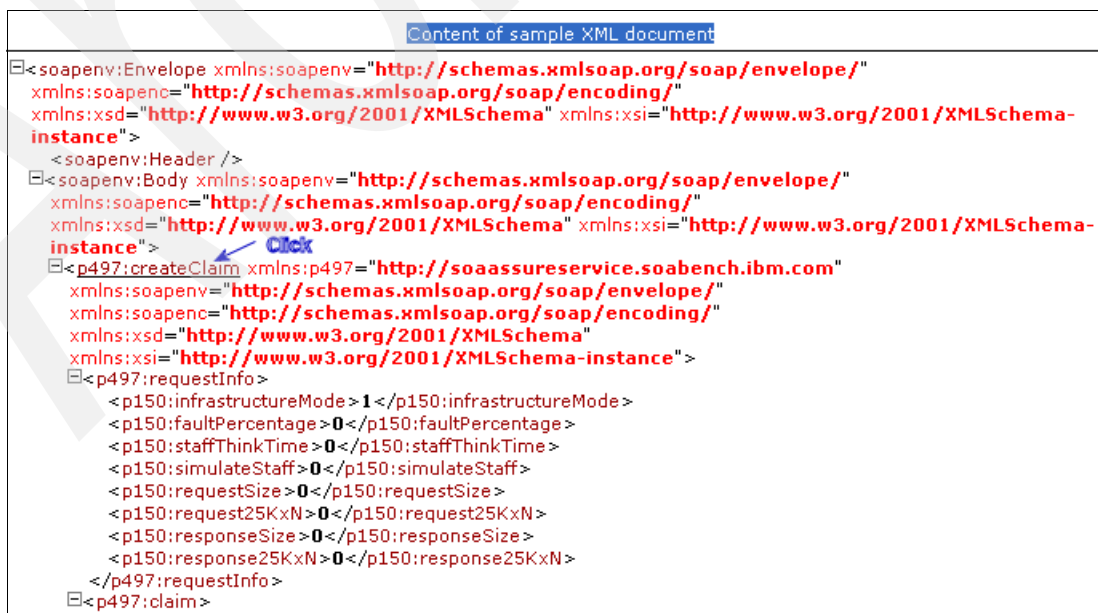 Content of sample XML document
<soapenv:Envelope xmlns:soapenv="http://schemas.xmlsoap.org/soap/envelope/"
xmlns:soapenc="http://schemas.xmlsoap.org/soap/encoding/"
xmlns:xsd="http://www.w3.org/2001/XMLSchema" xmlns:xsi="http://www.w3.org/2001/XMLSchema-
instance">
<soapenv:Header />
<soapenv:Body xmlns:soapenv="http://schemas.xmlsoap.org/soap/envelope/"
xmlns:soapenc="http://schemas.xmlsoap.org/soap/encoding/"
xmlns:xsd="http://www.w3.org/2001/XMLSchema" xmlns:xsi="http://www.w3.org/2001/XMLSchema-
instance"> Click
<p497:createClaim xmlns:p497="http://soaassureservice.soabench.ibm.com"
xmlns:soapenv="http://schemas.xmlsoap.org/soap/envelope/"
xmlns:soapenc="http://schemas.xmlsoap.org/soap/encoding/"
xmlns:xsd="http://www.w3.org/2001/XMLSchema"
xmlns:xsi="http://www.w3.org/2001/XMLSchema-instance">
<p497:requestInfo>
<p150:infrastructureMode>1</p150:infrastructureMode>
<p150:faultPercentage>0</p150:faultPercentage>
<p150:staffThinkTime>0</p150:staffThinkTime>
<p150:simulateStaff>0</p150:simulateStaff>
<p150:requestSize>0</p150:requestSize>
<p150:request25KxN>0</p150:request25KxN>
<p150:responseSize>0</p150:responseSize>
<p150:response25KxN>0</p150:response25KxN>
</p497:requestInfo>
<p497:claim>